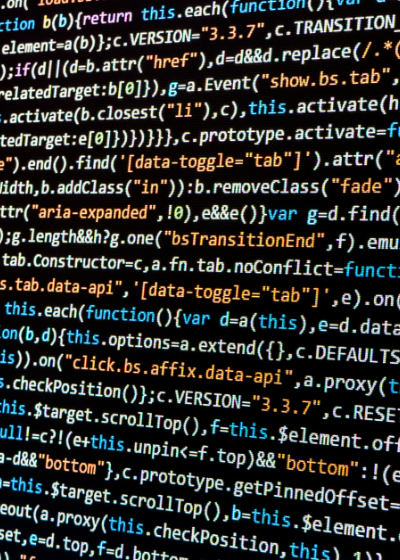 .on('load
ction b(b){return this.each(function(){var d
element=a(b)};c.VERSION="3.3.7",c.TRANSITION_
);if(d||(d=b.attr("href"),d=d&&d.replace(/.*(
relatedTarget:b[0]}),g=a.Event("show.bs.tab",
.activate(b.closest("li"),c),this.activate(h
tedTarget:e[0]})})}}},c.prototype.activate=fu
e").end().find('[data-toggle="tab"]').attr("a
Width,b.addClass("in")):b.removeClass("fade")
ttr("aria-expanded",!0),e&&e()}var g=d.find(
);g.length&&h?g.one("bsTransitionEnd",f).emu
tab.Constructor=c,a.fn.tab.noConflict=functi
s.tab.data-api",'[data-toggle="tab"]',e).on(
this.each(function(){var d=a(this),e=d.data
ion(b,d){this.options=a.extend({},c.DEFAULTS
is)).on("click.bs.affix.data-api",a.proxy(t
s.checkPosition()};c.VERSION="3.3.7",c.RESE
this.$target.scrollTop(),f=this.$element.off
ull!=c?!(e+this.unpin<=f.top)&&"bottom":!(e
a-d&&"bottom"},c.prototype.getPinnedOffset=
=this.$target.scrollTop(),b=this.$element.
eout(a.proxy(this.checkPosition,this),1)}
set,e=d.top,f=d.bottom